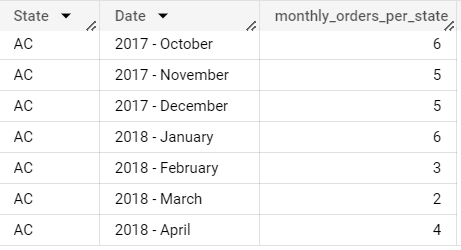 State Date monthly_orders_per_state
AC 2017 - October 6
AC 2017 - November 5
AC 2017 - December 5
AC 2018 - January 6
AC 2018 - February 3
AC 2018 - March 2
AC 2018 - April 4